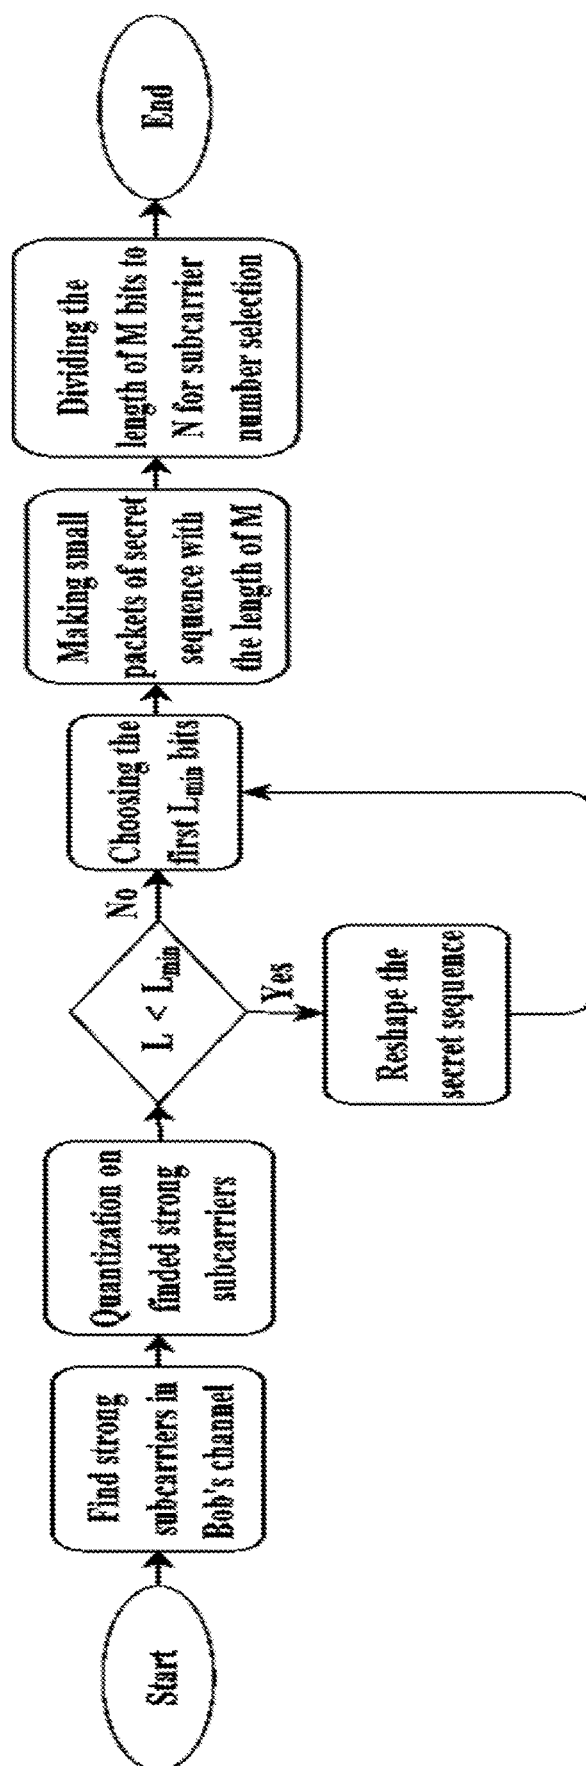 Start
Find strong
subcarriers in
Bob's channel
Quantization on
finded strong
subcarriers
L < Lmin
No
Yes
Reshape the
secret sequence
Choosing the
first Lmin bits
Making small
packets of secret
sequence with
the length of M
Dividing the
length of M bits to
N for subcarrier
number selection
End